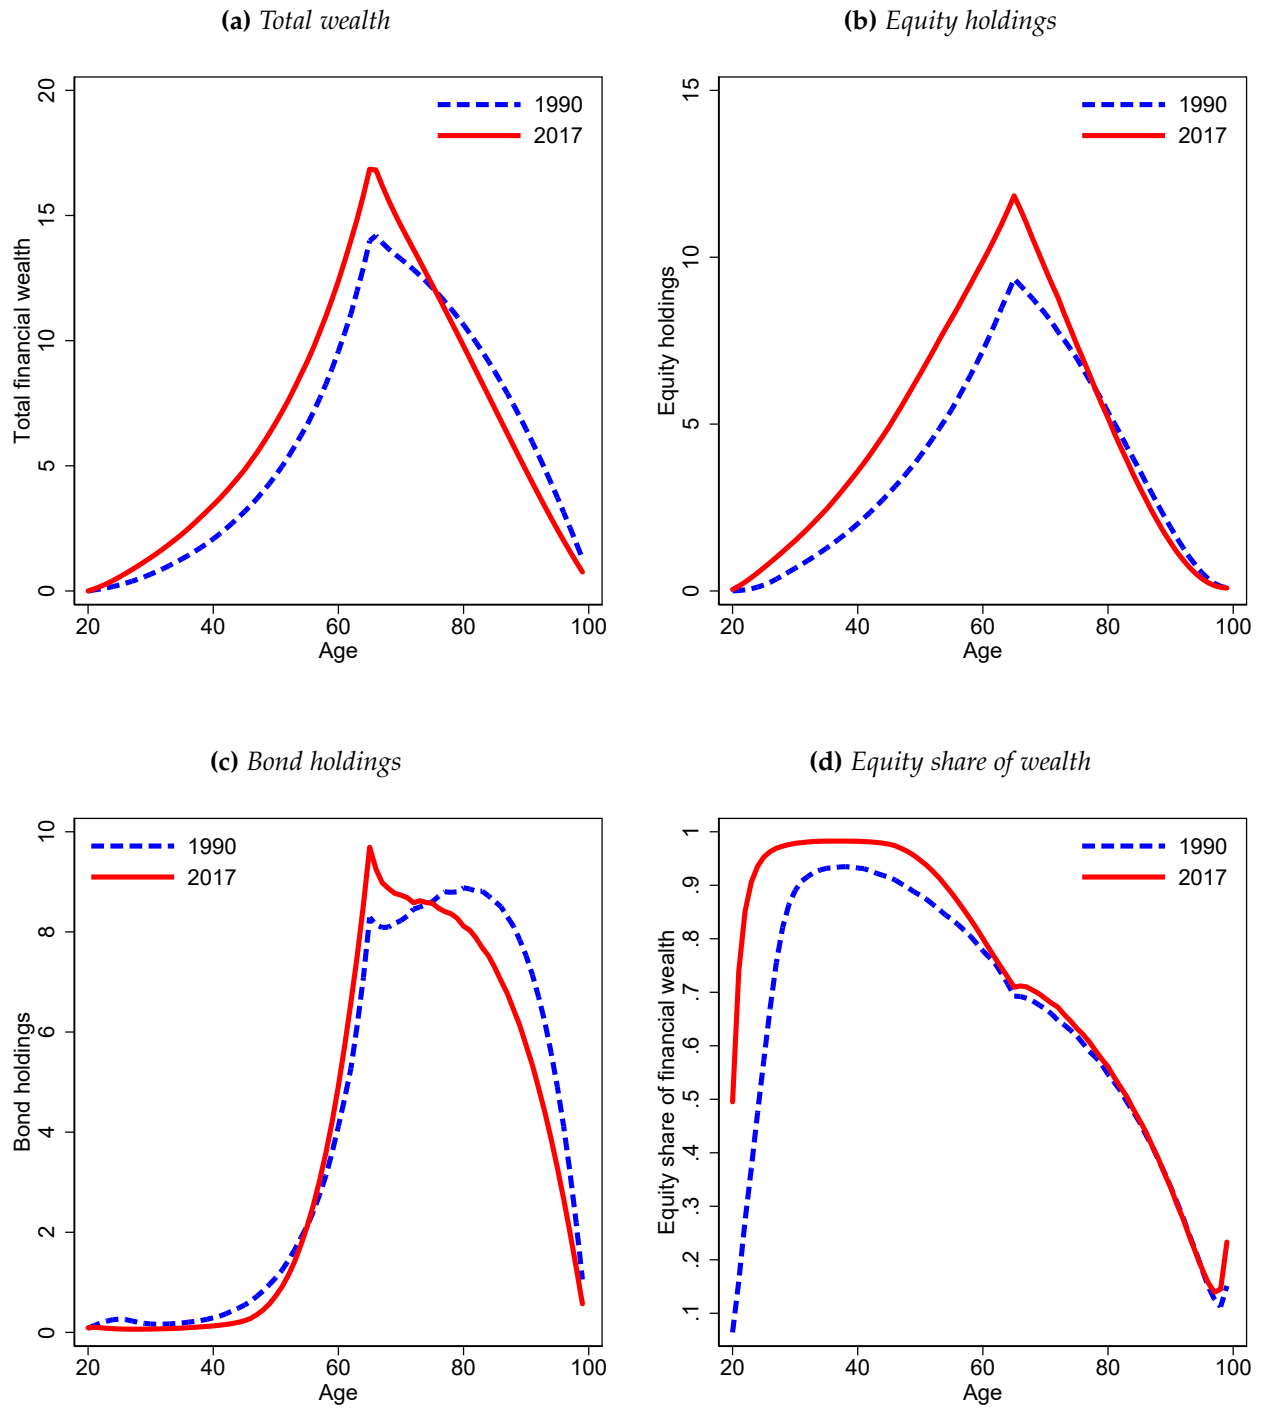 (a) Total wealth
20
15
10
5
0
Total financial wealth
1990
2017
20 40 60 80 100
Age
(b) Equity holdings
15
10
5
0
Equity holdings
1990
2017
20 40 60 80 100
Age
(c) Bond holdings
10
8
6
4
2
0
Bond holdings
1990
2017
20 40 60 80 100
Age
(d) Equity share of wealth
1
.9
.8
.7
.6
.5
.4
.3
.2
.1
Equity share of financial wealth
1990
2017
20 40 60 80 100
Age